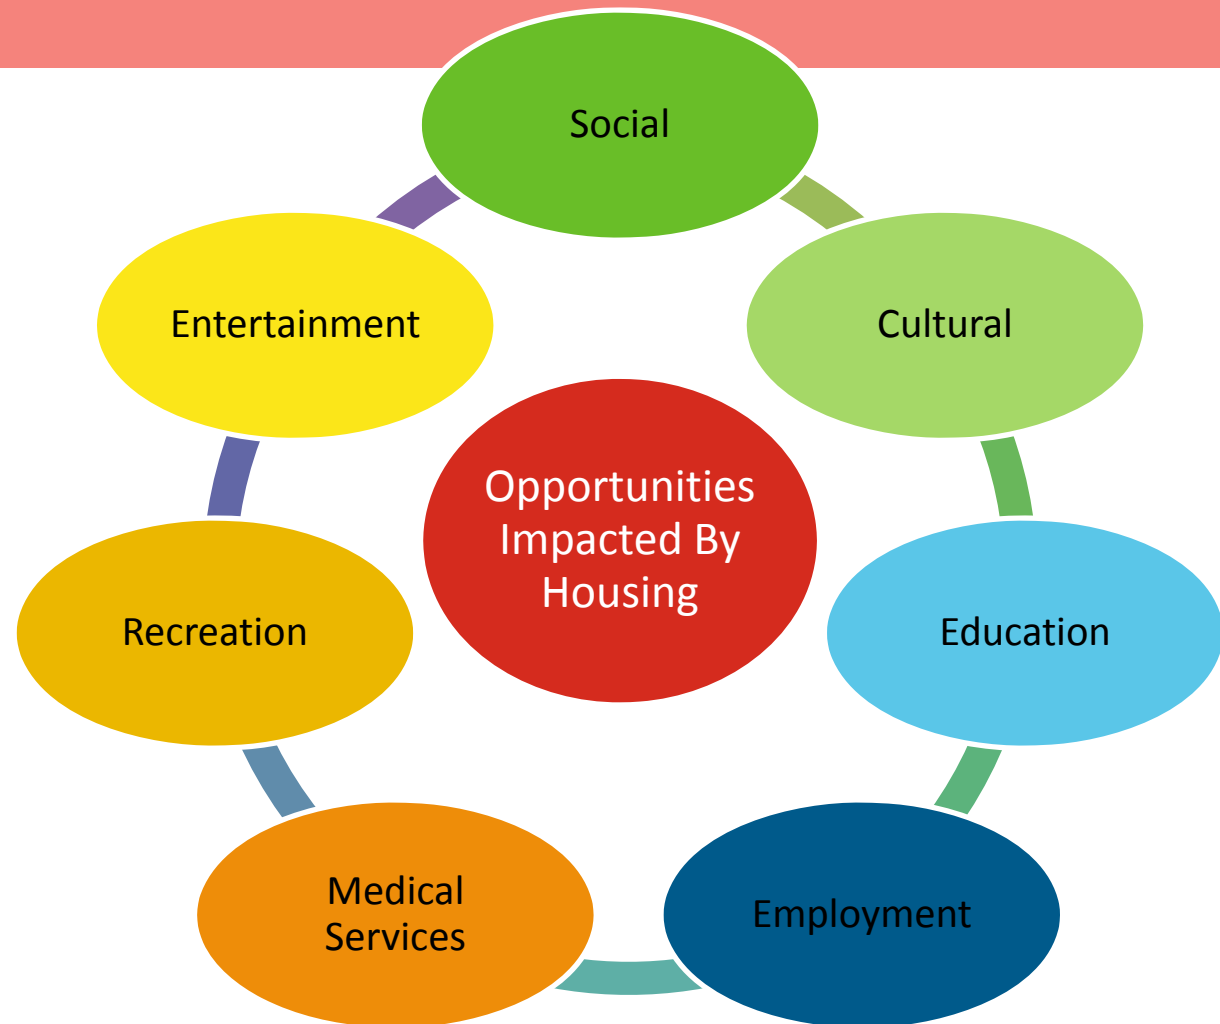 Social
Entertainment
Cultural
Opportunities
Impacted By
Housing
Recreation
Education
Medical
Services
Employment